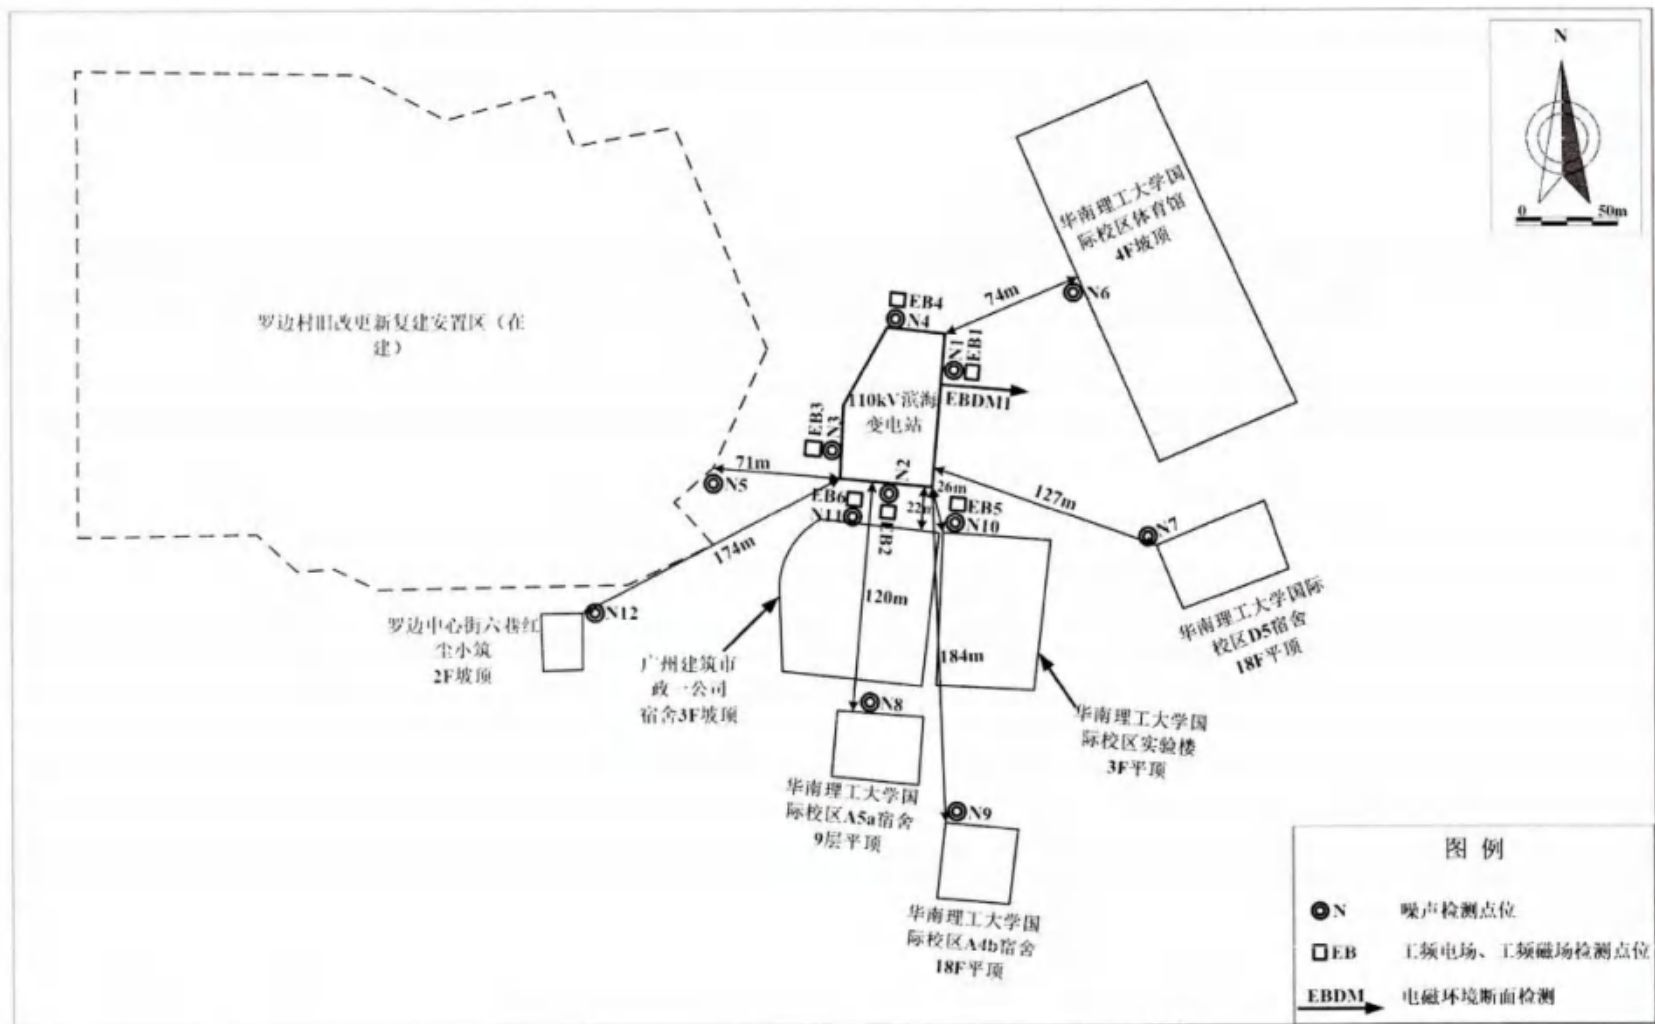 N
0 50m
华南理工大学国
际校区体育馆
4F坡顶
74m
N6
EB4
N4
N1
EB1
EBDM1
罗边村旧改更新复建安置区（在
建）
110kV滨海
变电站
EB3
N3
71m
N5
N2
26m
22m
127m
N7
EB6
N11
EB2
EB5
N10
174m
120m
N12
罗边中心街六巷红
尘小筑
2F坡顶
华南理工大学国际
校区D5宿舍
18F平顶
广州建筑市
政一公司
宿舍3F坡顶
184m
N8
华南理工大学国
际校区实验楼
3F平顶
华南理工大学国
际校区A5a宿舍
9层平顶
N9
华南理工大学国
际校区A4b宿舍
18F平顶
图 例
N 噪声检测点位
EB 工频电场、工频磁场检测点位
EBDM 电磁环境断面检测